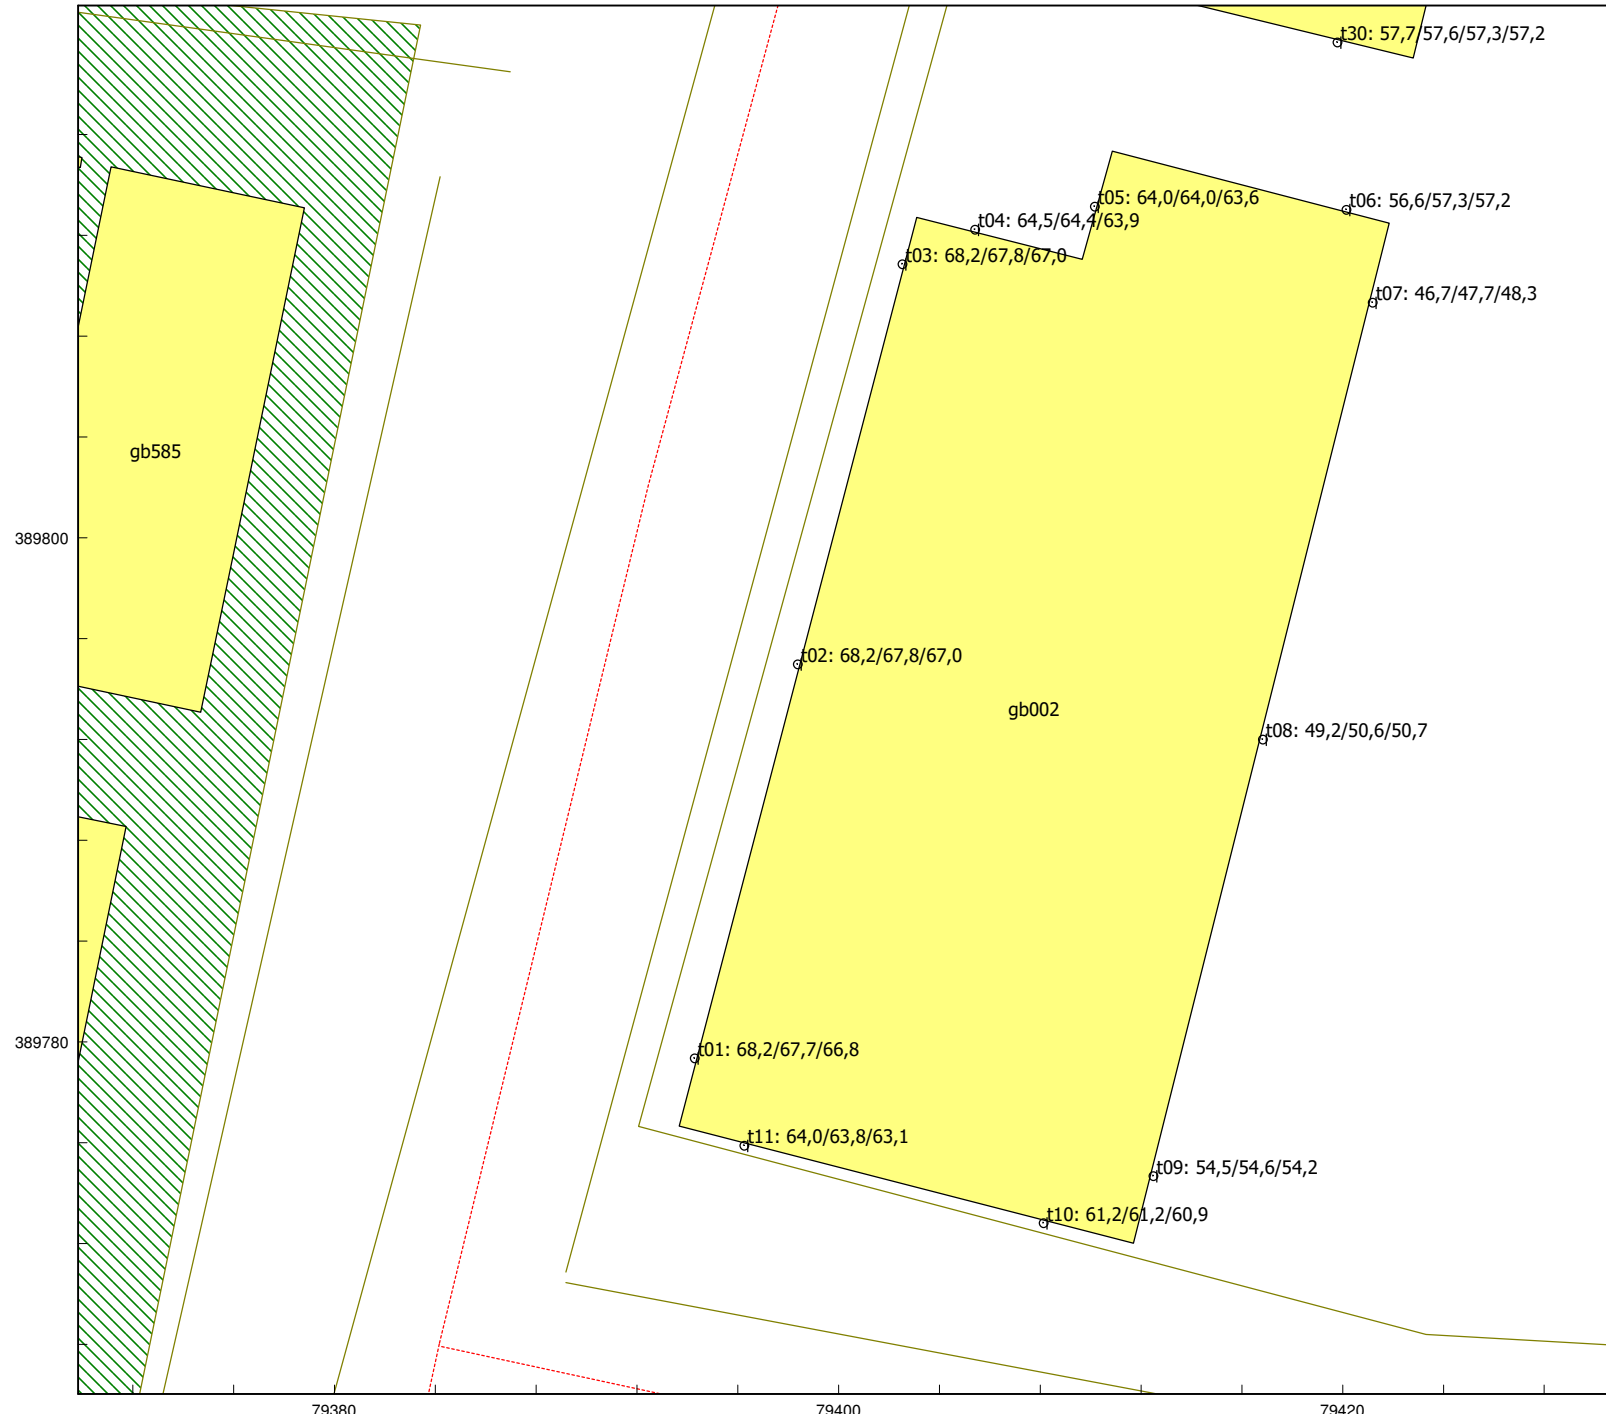 t30: 57,7/57,6/57,3/57,2
t05: 64,0/64,0/63,6
t06: 56,6/57,3/57,2
t04: 64,5/64,4/63,9
t03: 68,2/67,8/67,0
t07: 46,7/47,7/48,3
gb585
389800
t02: 68,2/67,8/67,0
gb002
t08: 49,2/50,6/50,7
389780
t01: 68,2/67,7/66,8
t11: 64,0/63,8/63,1
t09: 54,5/54,6/54,2
t10: 61,2/61,2/60,9
79380
79400
79420